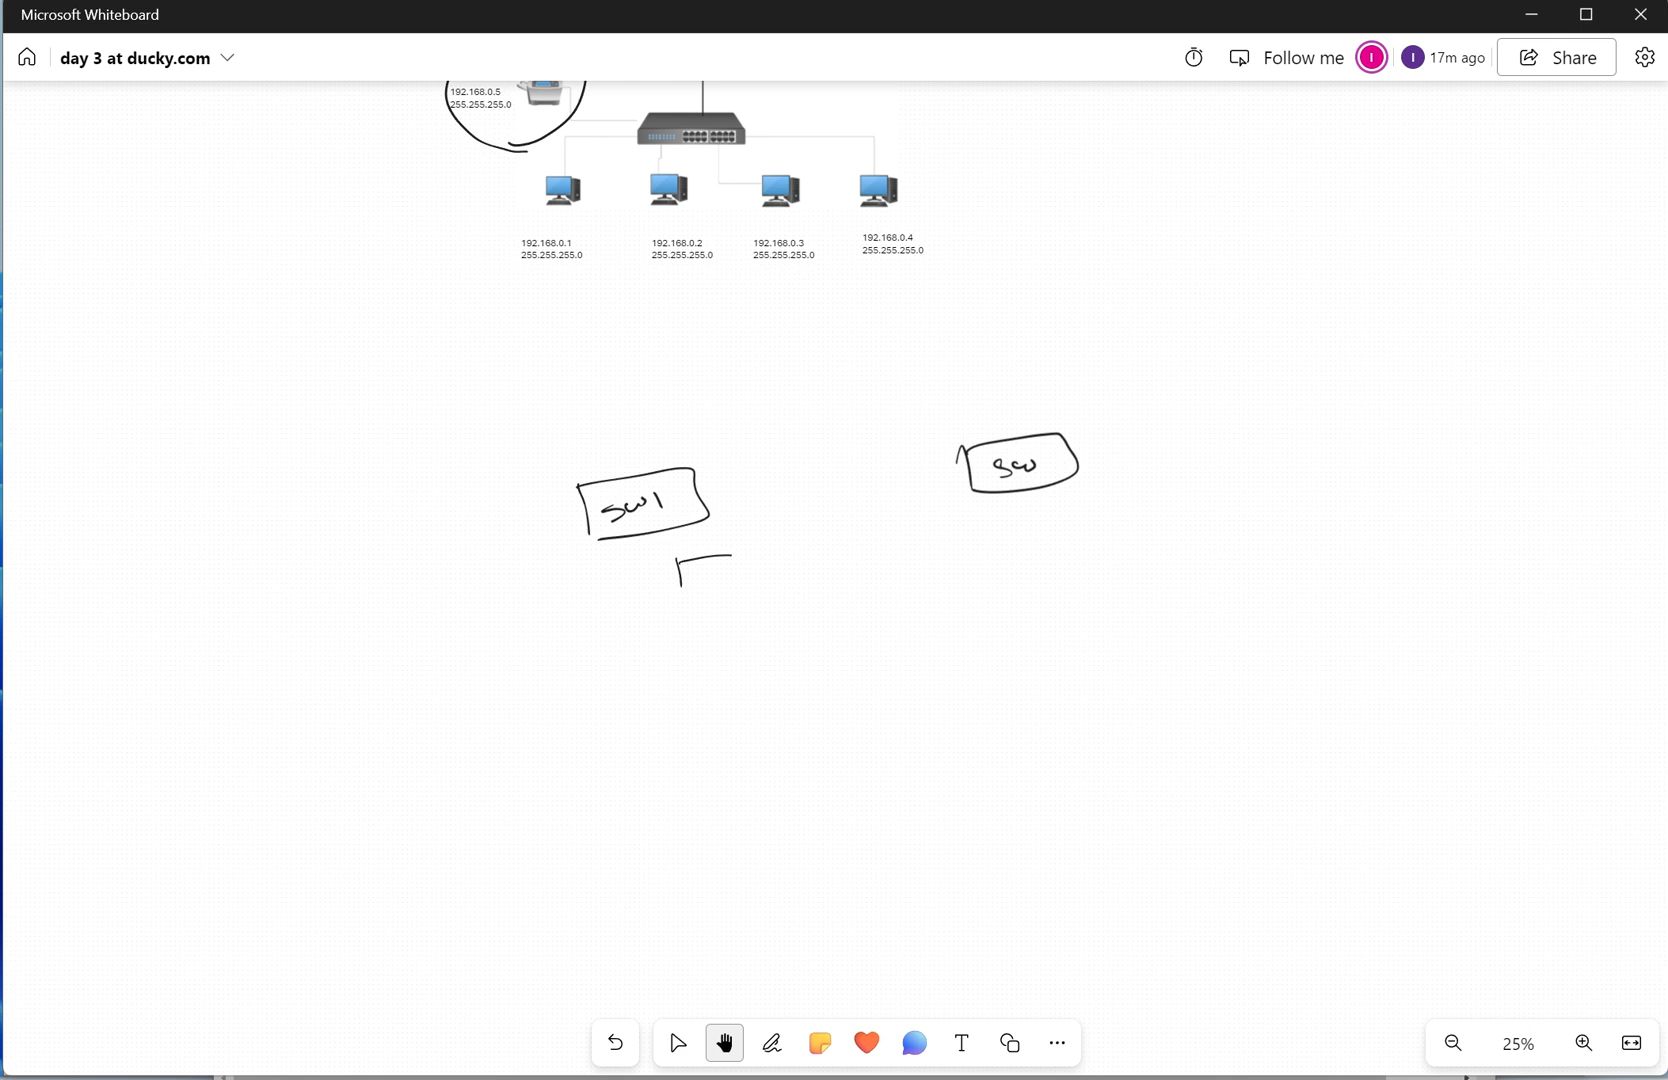 Microsoft Whiteboard
day 3 at ducky.com
Follow me
I
I
17m ago
Share
192.168.0.5
255.255.255.0
192.168.0.1
255.255.255.0
192.168.0.2
255.255.255.0
192.168.0.3
255.255.255.0
192.168.0.4
255.255.255.0
sw
sw1
T
25%